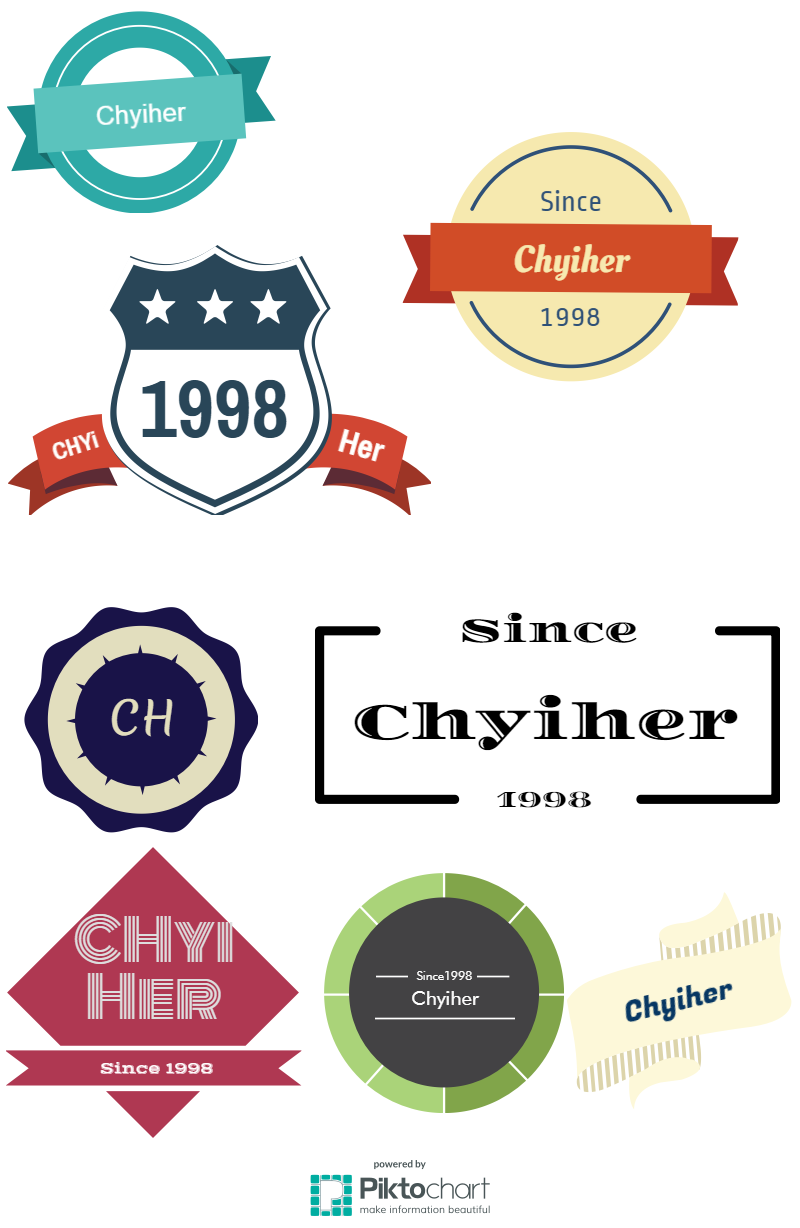 Chyiher
Since
Chyiher
1998
1998
CHYi
Her
CH
Since
Chyiher
1998
CHYI
HER
Since 1998
Since1998
Chyiher
Chyiher
powered by
Piktochart
make information beautiful